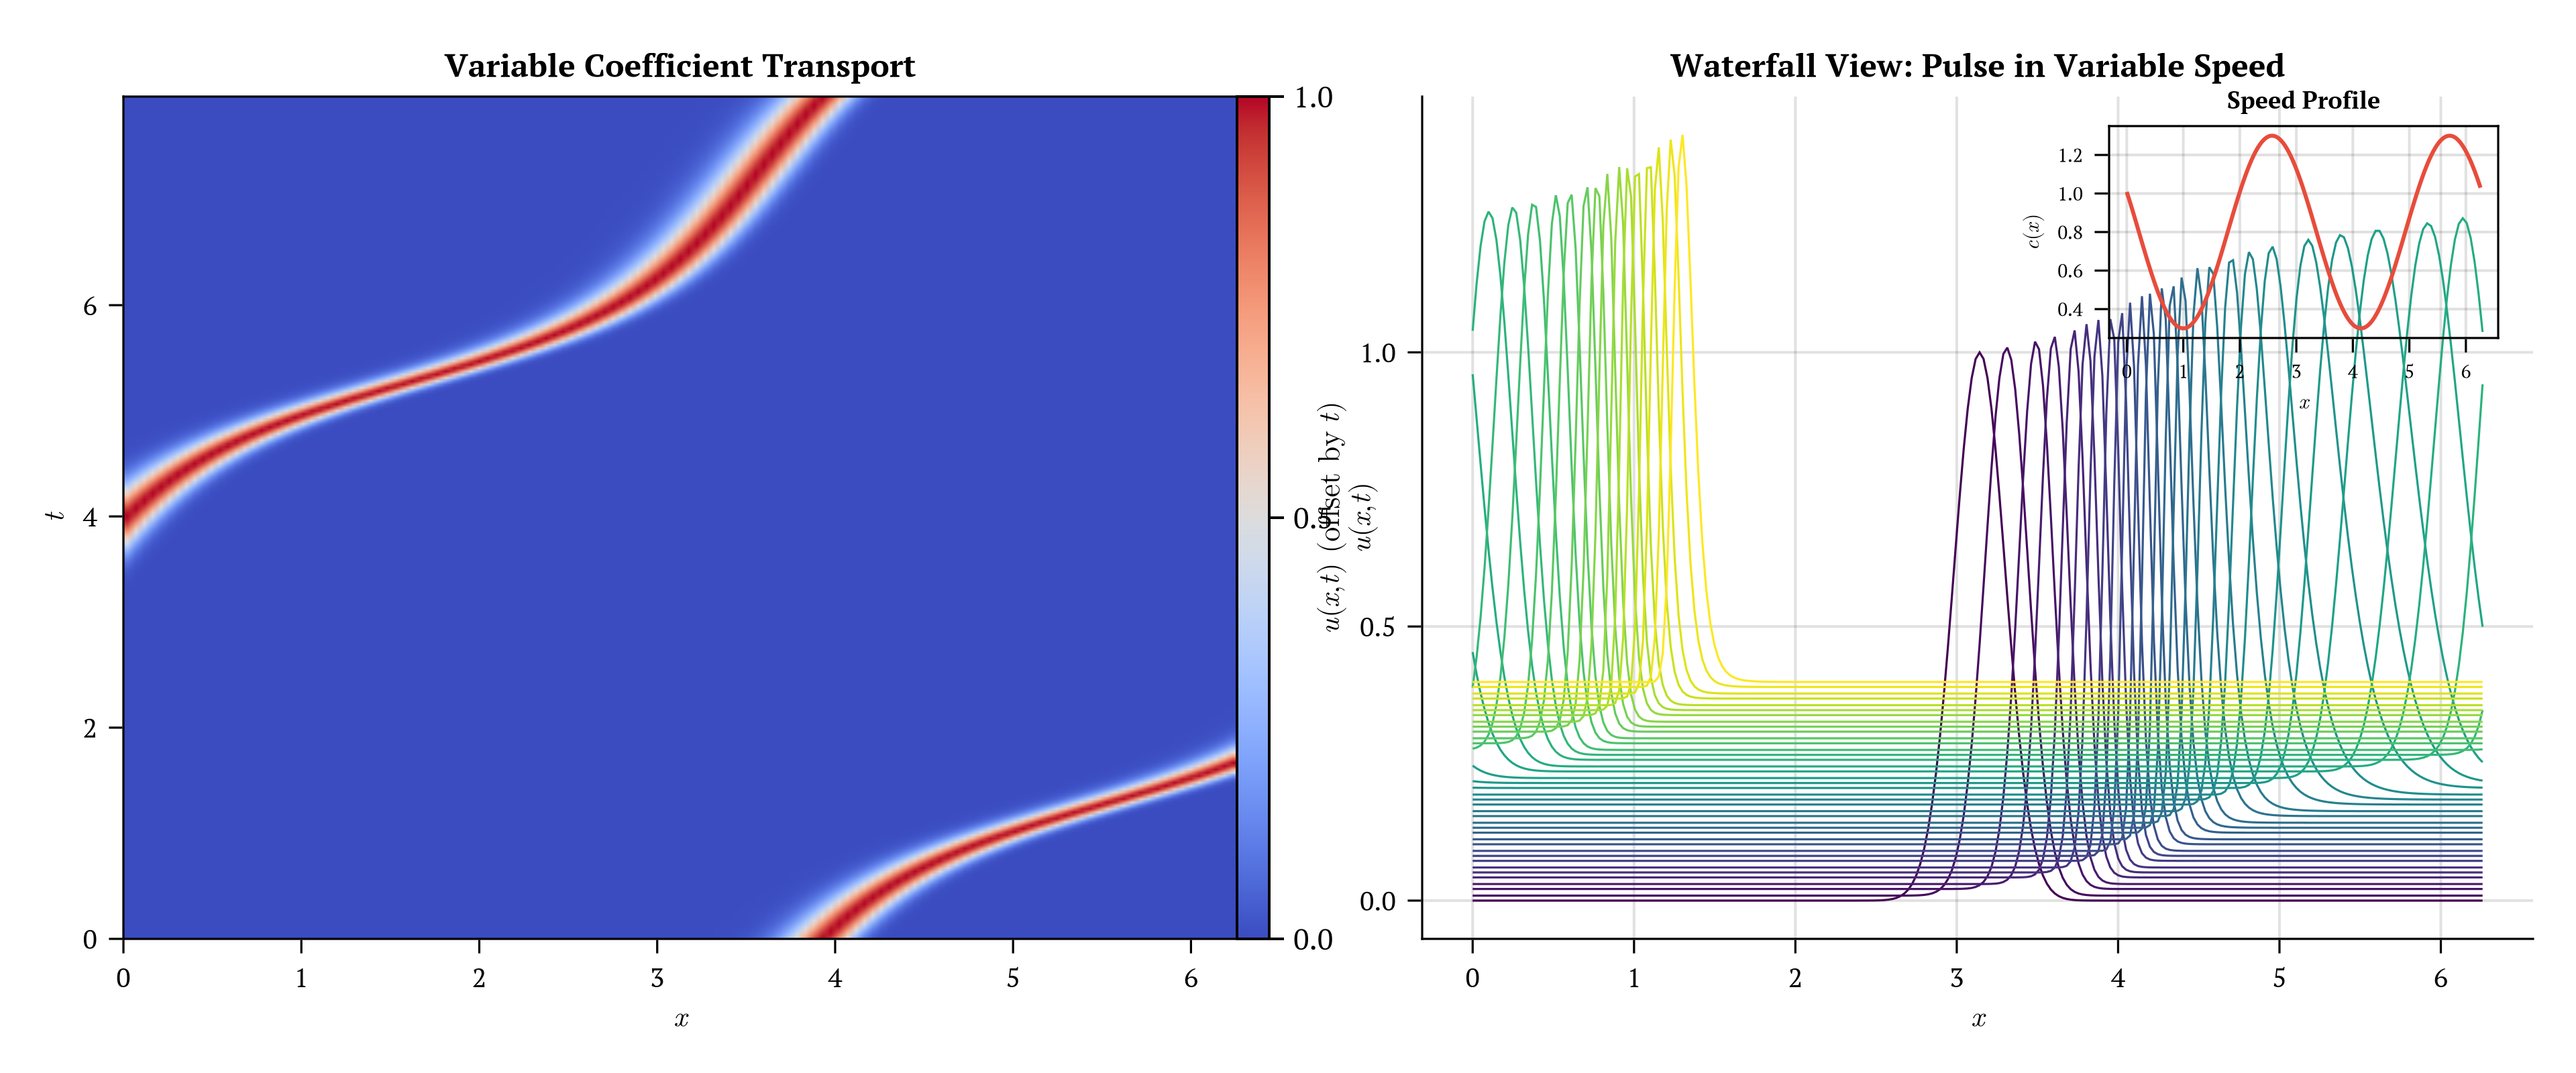 Variable Coefficient Transport
t
6
4
2
0
0 1 2 3 4 5 6
x
1.0
0.5
0.0
u(x,t)
Waterfall View: Pulse in Variable Speed
u(x,t) (offset by t)
1.0
0.5
0.0
0 1 2 3 4 5 6
x
Speed Profile
c(x)
1.2
1.0
0.8
0.6
0.4
0 1 2 3 4 5 6
x